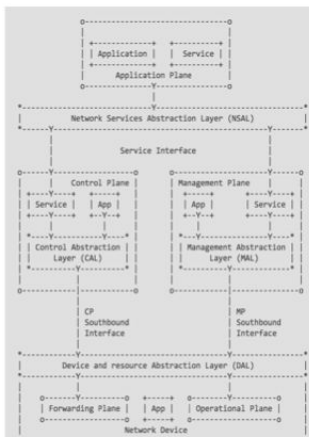 Application Service
Application Plane
Network Services Abstraction Layer (NSAL)
Service Interface
Control Plane Management Plane
Service App App Service
Control Abstraction Management Abstraction
Layer (CAL) Layer (MAL)
CP MP
Southbound Southbound
Interface Interface
Device and resource Abstraction Layer (DAL)
Forwarding Plane App Operational Plane
Network Device